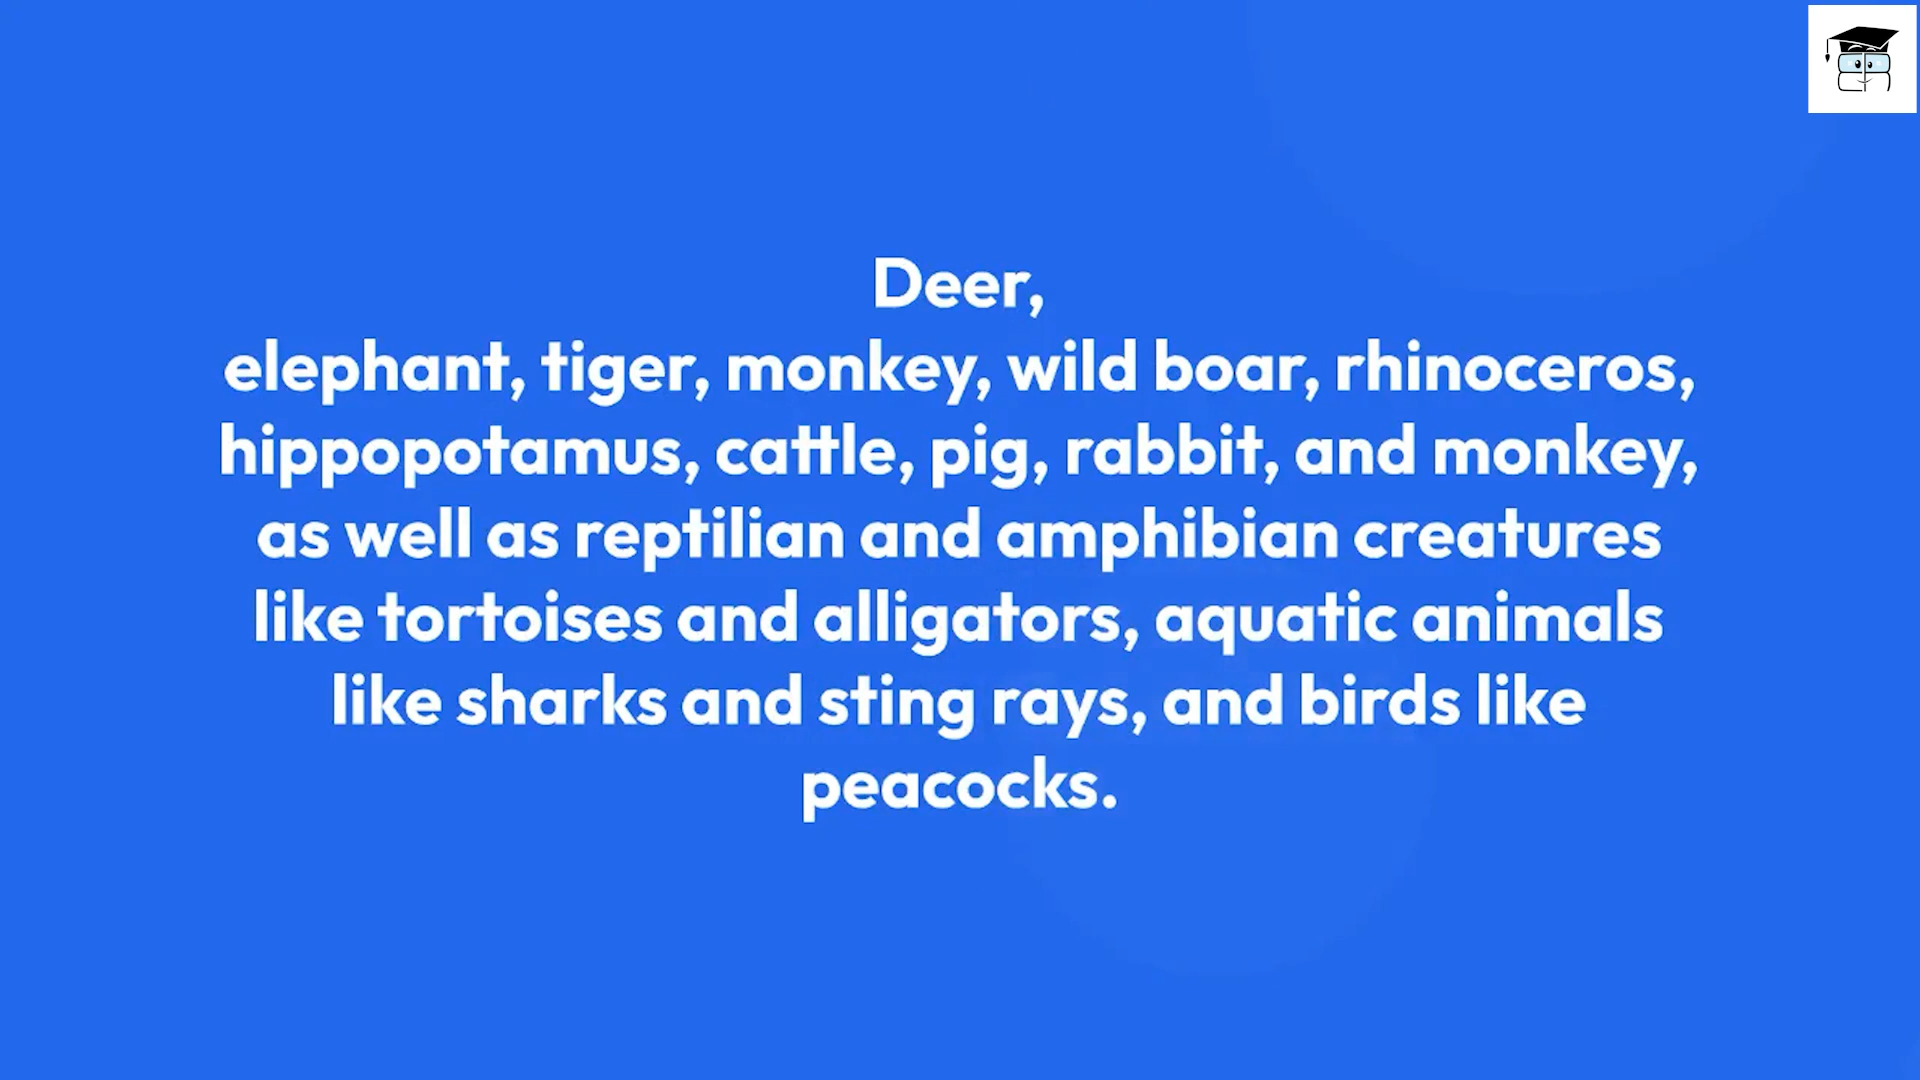 Deer,
elephant, tiger, monkey, wild boar, rhinoceros,
hippopotamus, cattle, pig, rabbit, and monkey,
as well as reptilian and amphibian creatures
like tortoises and alligators, aquatic animals
like sharks and sting rays, and birds like
peacocks.